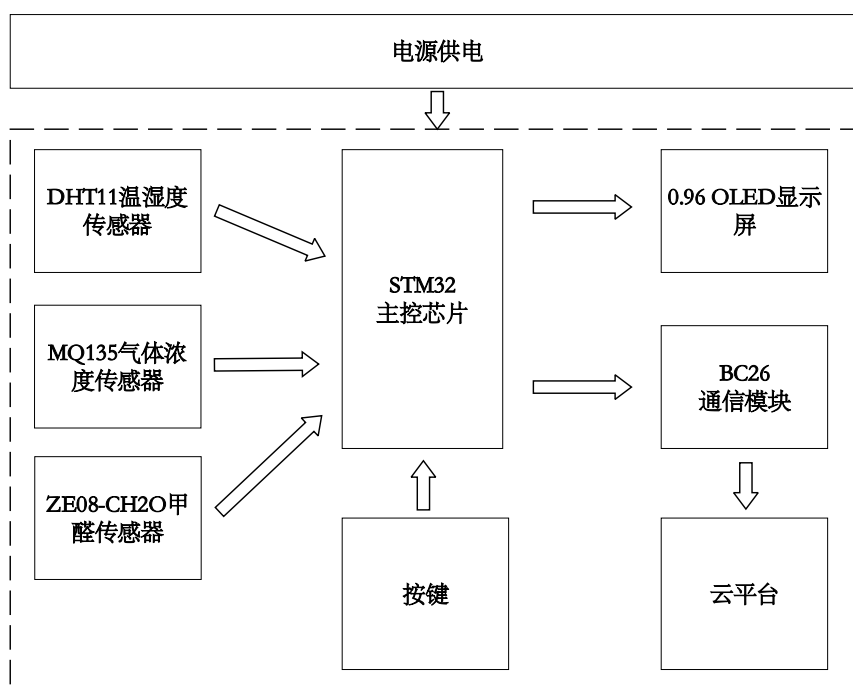 电源供电
DHT11温湿度
传感器
MQ135气体浓
度传感器
ZE08-CH2O甲
醛传感器
STM32
主控芯片
按键
0.96 OLED显示
屏
BC26
通信模块
云平台